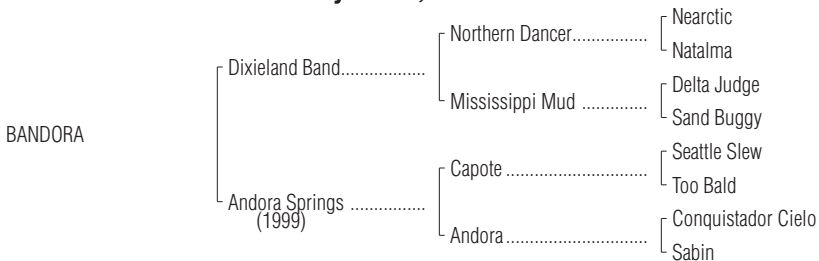 Nearctic
Northern Dancer...............
Natalma
Dixieland Band..................
Delta Judge
Mississippi Mud .............
Sand Buggy
BANDORA
Seattle Slew
Capote ............................
Too Bald
Andora Springs ................
(1999)
Conquistador Cielo
Andora............................
Sabin